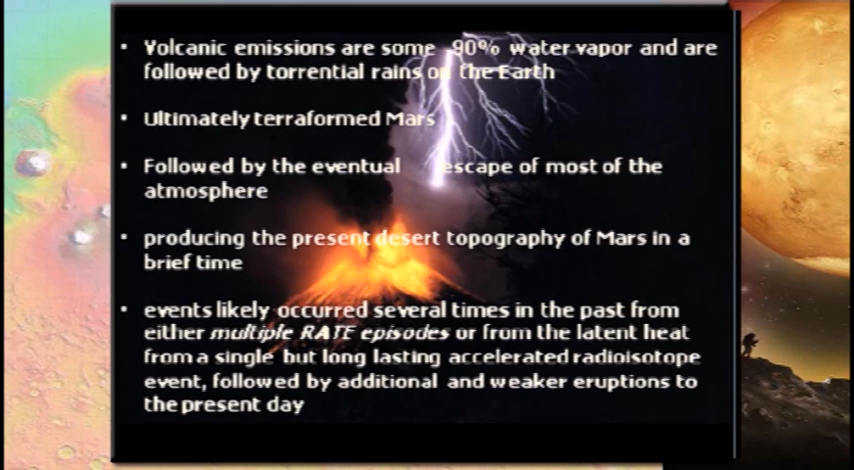 • Volcanic emissions are some 90% water vapor and are
followed by torrential rains on the Earth
• Ultimately terraformed Mars
• Followed by the eventual escape of most of the
atmosphere
• producing the present desert topography of Mars in a
brief time
• events likely occurred several times in the past from
either multiple RATE episodes or from the latent heat
from a single but long lasting accelerated radioisotope
event, followed by additional and weaker eruptions to
the present day